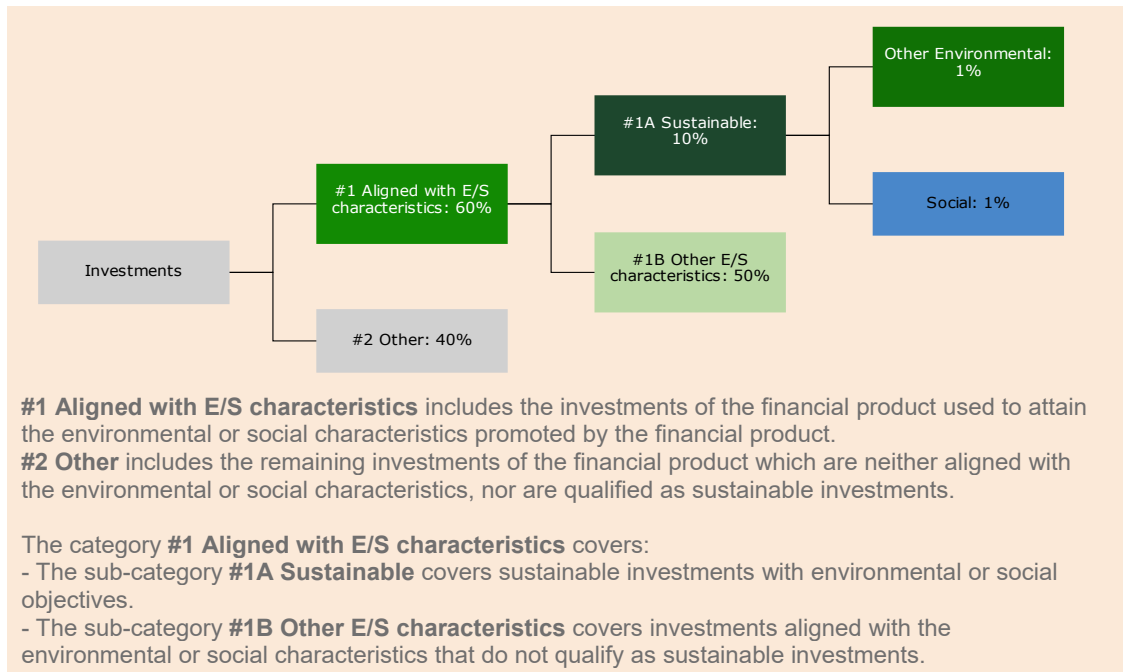 Other Environmental:
1%
#1A Sustainable:
10%
#1 Aligned with E/S
characteristics: 60%
Social: 1%
#1B Other E/S
characteristics: 50%
Investments
#2 Other: 40%
#1 Aligned with E/S characteristics includes the investments of the financial product used to attain
the environmental or social characteristics promoted by the financial product.
#2 Other includes the remaining investments of the financial product which are neither aligned with
the environmental or social characteristics, nor are qualified as sustainable investments.
The category #1 Aligned with E/S characteristics covers:
- The sub-category #1A Sustainable covers sustainable investments with environmental or social
objectives.
- The sub-category #1B Other E/S characteristics covers investments aligned with the
environmental or social characteristics that do not qualify as sustainable investments.